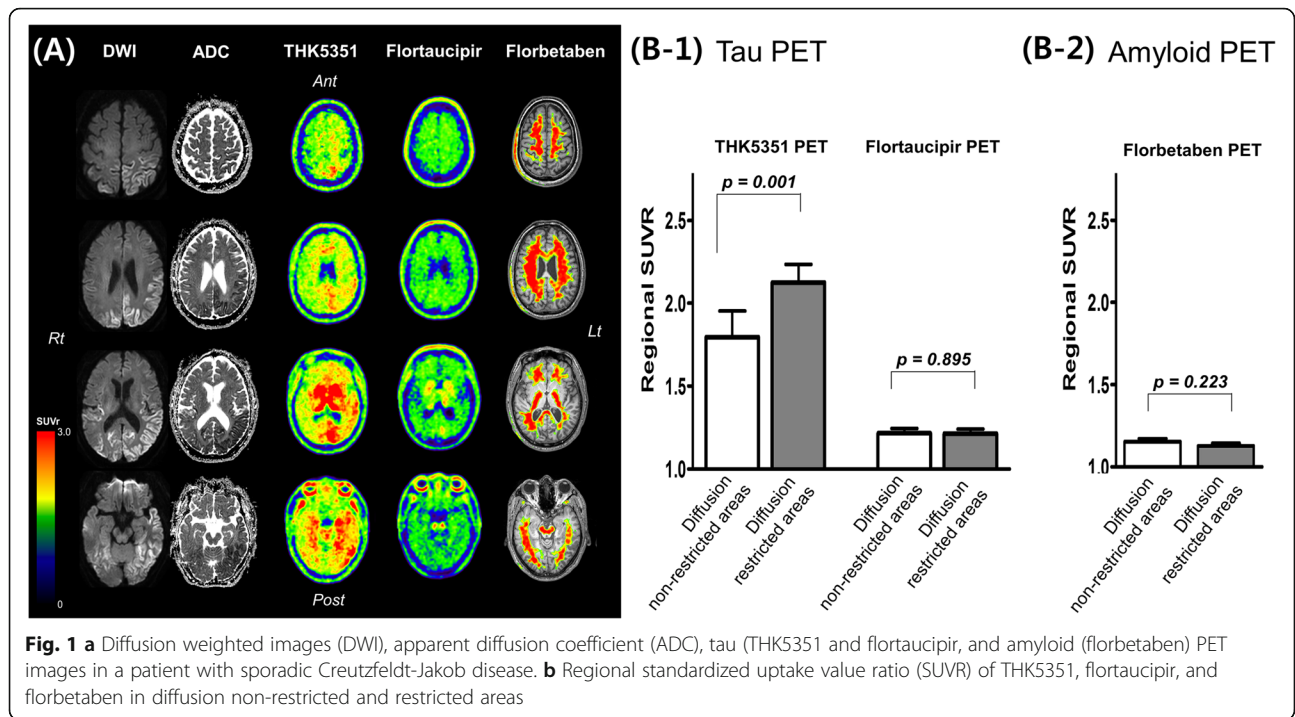 (A) DWI ADC THK5351 Flortaucipir Florbetaben
Ant
Rt
Lt
SUVr
3.0
0
Post
(B-1) Tau PET
THK5351 PET Flortaucipir PET
p = 0.001
p = 0.895
Regional SUVR
2.5
2.0
1.5
1.0
Diffusion
non-restricted areas
Diffusion
restricted areas
Diffusion
non-restricted areas
Diffusion
restricted areas
(B-2) Amyloid PET
Florbetaben PET
p = 0.223
Regional SUVR
2.5
2.0
1.5
1.0
Diffusion
non-restricted areas
Diffusion
restricted areas
Fig. 1 a Diffusion weighted images (DWI), apparent diffusion coefficient (ADC), tau (THK5351 and flortaucipir, and amyloid (florbetaben) PET
images in a patient with sporadic Creutzfeldt-Jakob disease. b Regional standardized uptake value ratio (SUVR) of THK5351, flortaucipir, and
florbetaben in diffusion non-restricted and restricted areas